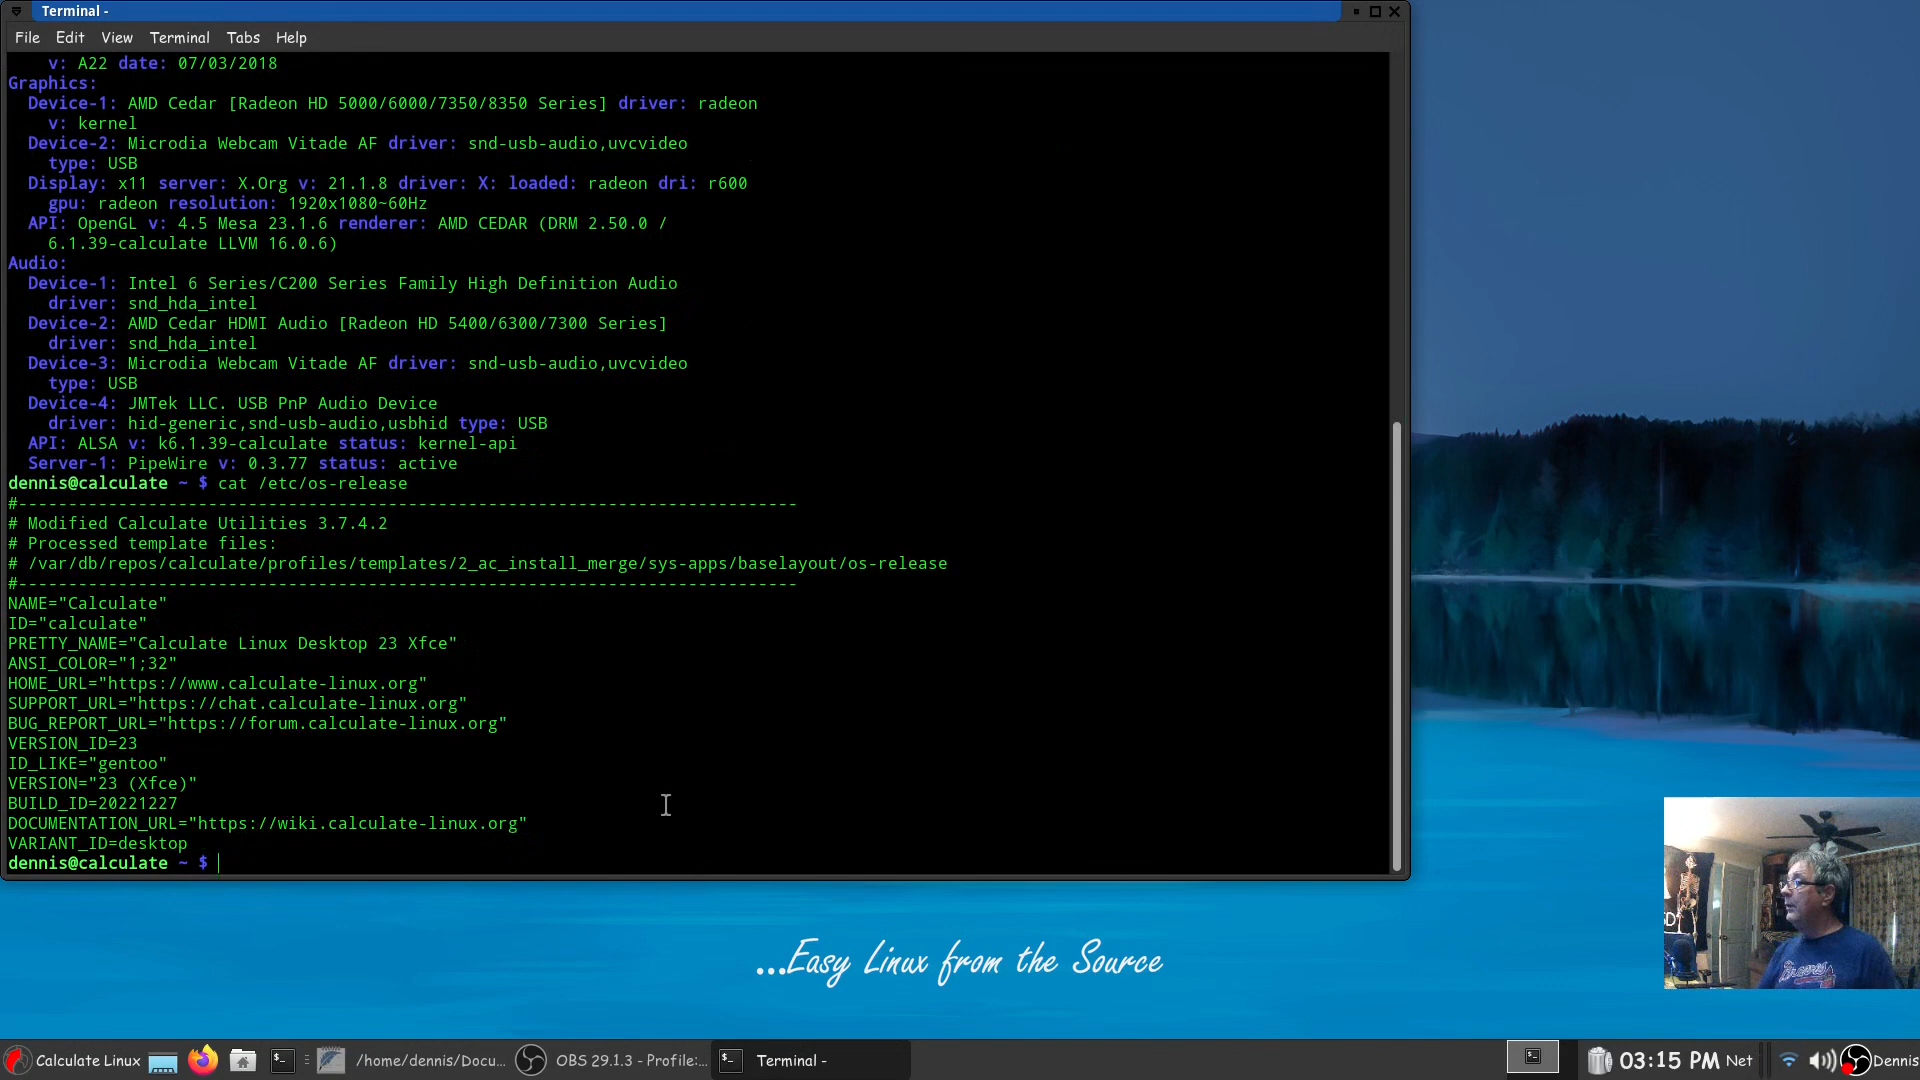 Terminal -
File Edit View Terminal Tabs Help
v: A22 date: 07/03/2018
Graphics:
Device-1: AMD Cedar [Radeon HD 5000/6000/7350/8350 Series] driver: radeon
v: kernel
Device-2: Microdia Webcam Vitade AF driver: snd-usb-audio,uvcvideo
type: USB
Display: x11 server: X.Org v: 21.1.8 driver: X: loaded: radeon dri: r600
gpu: radeon resolution: 1920x1080~60Hz
API: OpenGL v: 4.5 Mesa 23.1.6 renderer: AMD CEDAR (DRM 2.50.0 /
6.1.39-calculate LLVM 16.0.6)
Audio:
Device-1: Intel 6 Series/C200 Series Family High Definition Audio
driver: snd_hda_intel
Device-2: AMD Cedar HDMI Audio [Radeon HD 5400/6300/7300 Series]
driver: snd_hda_intel
Device-3: Microdia Webcam Vitade AF driver: snd-usb-audio,uvcvideo
type: USB
Device-4: JMTek LLC. USB PnP Audio Device
driver: hid-generic,snd-usb-audio,usbhid type: USB
API: ALSA v: k6.1.39-calculate status: kernel-api
Server-1: PipeWire v: 0.3.77 status: active
dennis@calculate ~ $ cat /etc/os-release
#------------------------------------------------------------------------------
# Modified Calculate Utilities 3.7.4.2
# Processed template files:
# /var/db/repos/calculate/profiles/templates/2_ac_install_merge/sys-apps/baselayout/os-release
#------------------------------------------------------------------------------
NAME="Calculate"
ID="calculate"
PRETTY_NAME="Calculate Linux Desktop 23 Xfce"
ANSI_COLOR="1;32"
HOME_URL="https://www.calculate-linux.org"
SUPPORT_URL="https://chat.calculate-linux.org"
BUG_REPORT_URL="https://forum.calculate-linux.org"
VERSION_ID=23
ID_LIKE="gentoo"
VERSION="23 (Xfce)"
BUILD_ID=20221227
DOCUMENTATION_URL="https://wiki.calculate-linux.org"
VARIANT_ID=desktop
dennis@calculate ~ $
...Easy Linux from the Source
Braves
Calculate Linux /home/dennis/Docu... OBS 29.1.3 - Profile:... Terminal - 03:15 PM Net Dennis